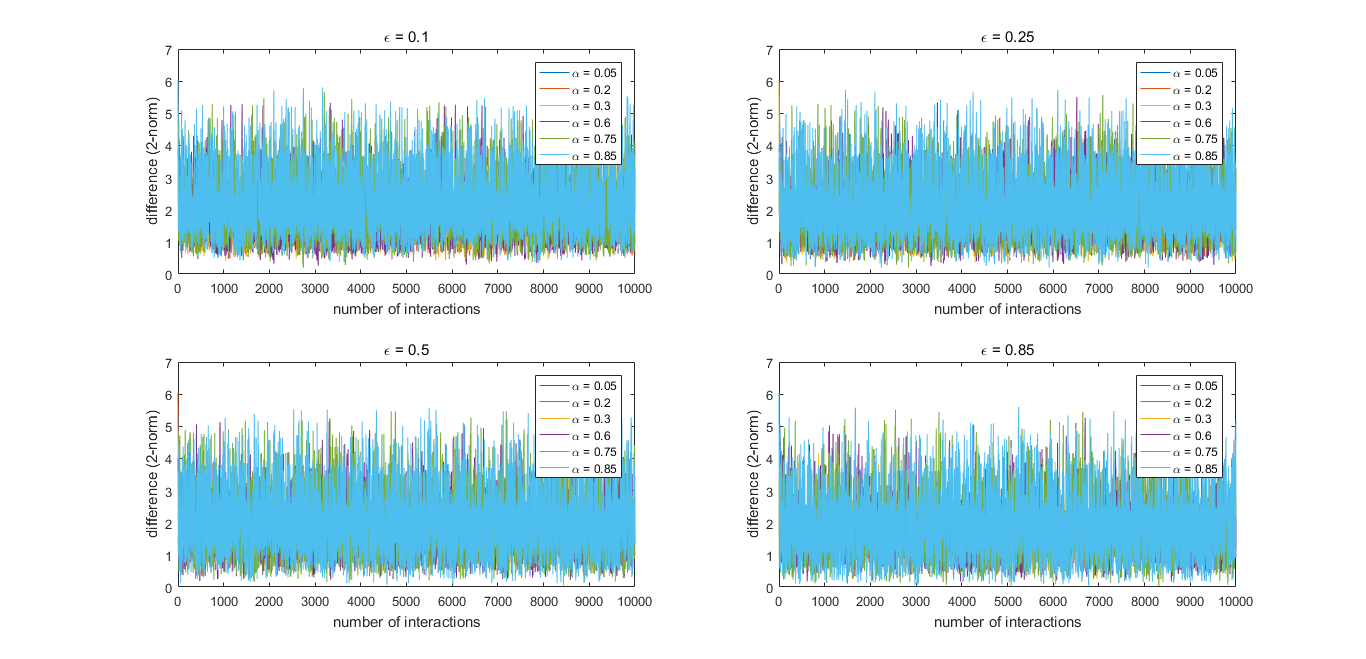 ϵ = 0.1
7
6
5
4
3
2
1
0
difference (2-norm)
0 1000 2000 3000 4000 5000 6000 7000 8000 9000 10000
number of interactions
α = 0.05
α = 0.2
α = 0.3
α = 0.6
α = 0.75
α = 0.85
ϵ = 0.25
7
6
5
4
3
2
1
0
difference (2-norm)
0 1000 2000 3000 4000 5000 6000 7000 8000 9000 10000
number of interactions
α = 0.05
α = 0.2
α = 0.3
α = 0.6
α = 0.75
α = 0.85
ϵ = 0.5
7
6
5
4
3
2
1
0
difference (2-norm)
0 1000 2000 3000 4000 5000 6000 7000 8000 9000 10000
number of interactions
α = 0.05
α = 0.2
α = 0.3
α = 0.6
α = 0.75
α = 0.85
ϵ = 0.85
7
6
5
4
3
2
1
0
difference (2-norm)
0 1000 2000 3000 4000 5000 6000 7000 8000 9000 10000
number of interactions
α = 0.05
α = 0.2
α = 0.3
α = 0.6
α = 0.75
α = 0.85